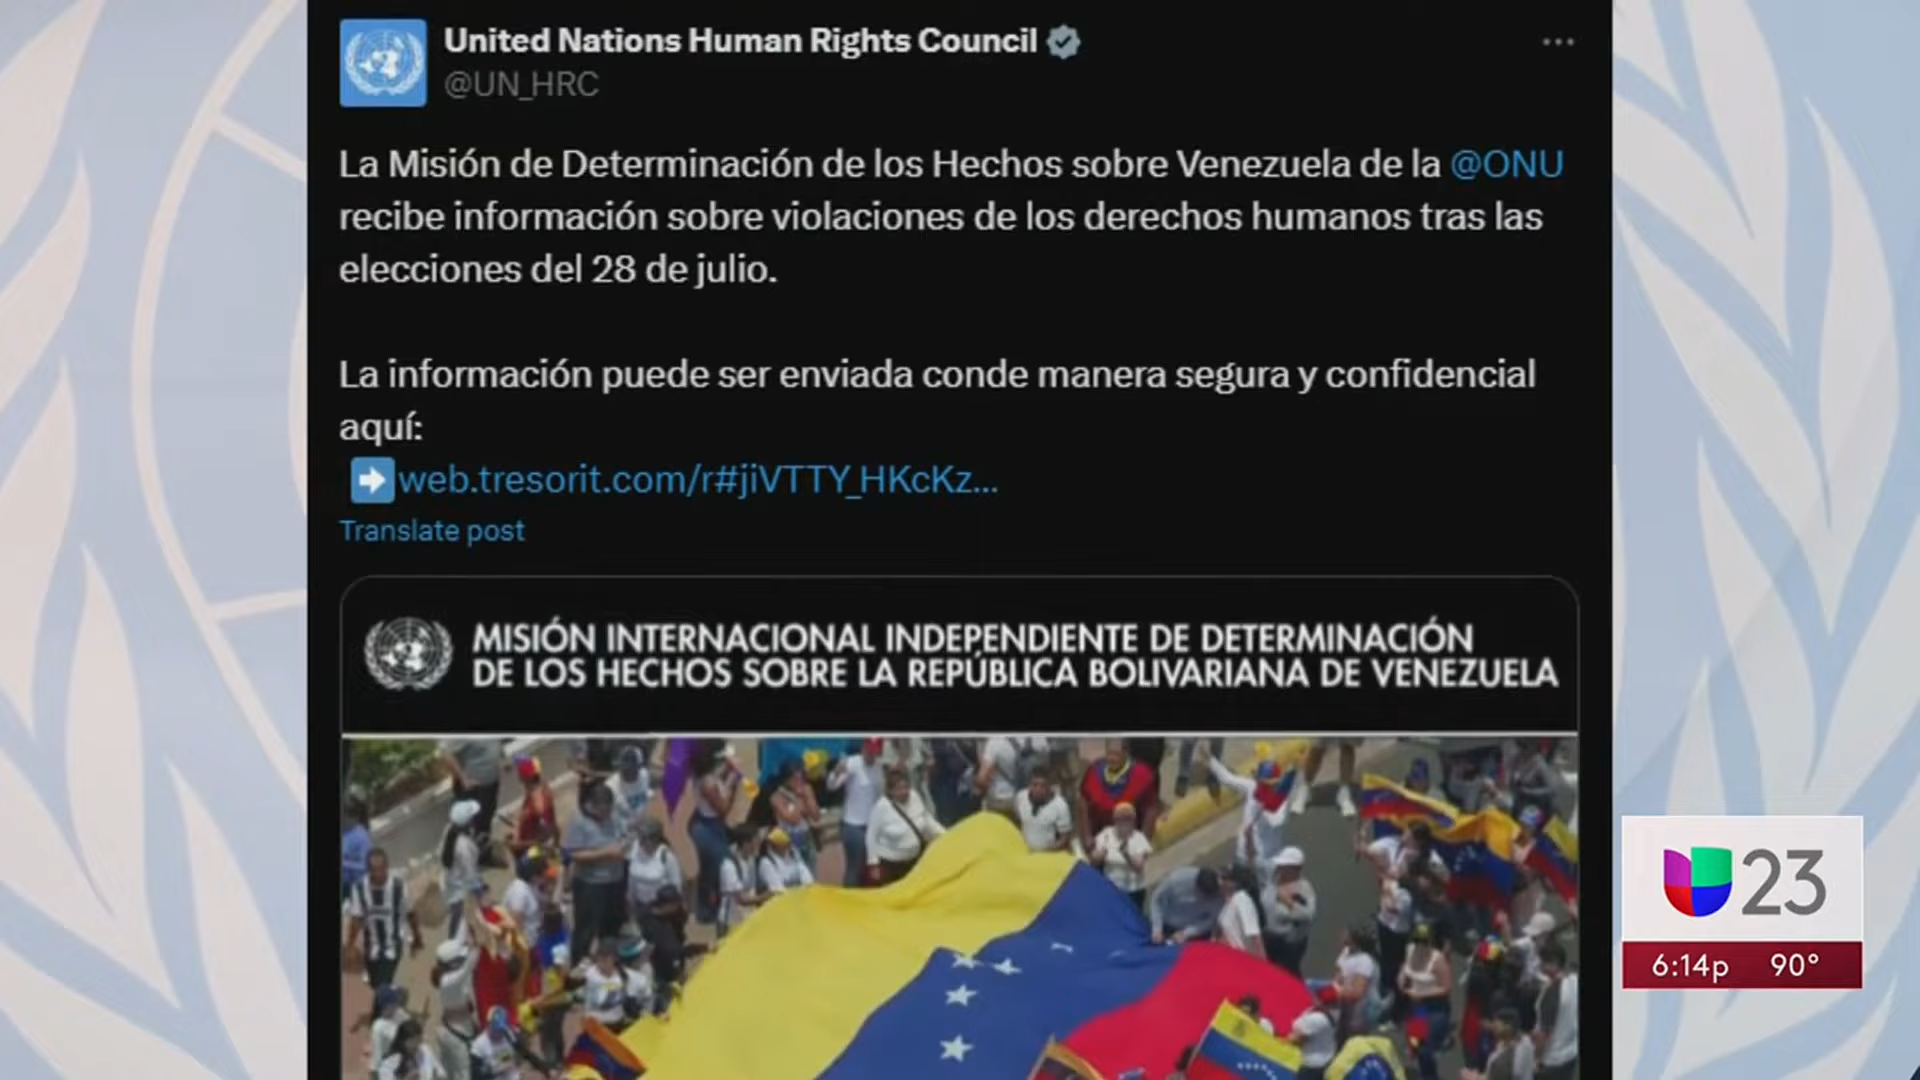 United Nations Human Rights Council
@UN_HRC
La Misión de Determinación de los Hechos sobre Venezuela de la @ONU
recibe información sobre violaciones de los derechos humanos tras las
elecciones del 28 de julio.
La información puede ser enviada conde manera segura y confidencial
aquí:
web.tresorit.com/r#jiVTTY_HKcKz...
Translate post
MISIÓN INTERNACIONAL INDEPENDIENTE DE DETERMINACIÓN
DE LOS HECHOS SOBRE LA REPÚBLICA BOLIVARIANA DE VENEZUELA
23
6:14p 90°